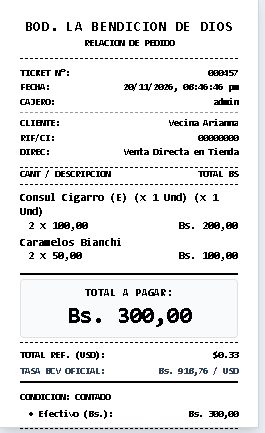 BOD. LA BENDICION DE DIOS
RELACION DE PEDIDO
TICKET Nº: 000457
FECHA: 20/11/2026, 08:46:46 pm
CAJERO: admin
CLIENTE: Vecina Arianna
RIF/CI: 00000000
DIREC: Venta Directa en Tienda
CANT / DESCRIPCION TOTAL BS
Consul Cigarro (E) (x 1 Und) (x 1
Und)
2 x 100,00 Bs. 200,00
Caramelos Bianchi
2 x 50,00 Bs. 100,00
TOTAL A PAGAR:
Bs. 300,00
TOTAL REF. (USD): $0.33
TASA BCV OFICIAL: Bs. 918,76 / USD
CONDICION: CONTADO
• Efectivo (Bs.): Bs. 300,00